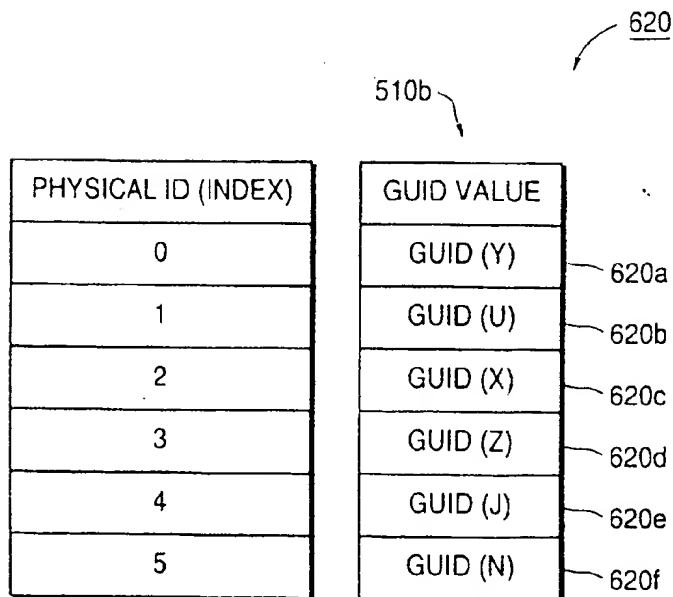 620
510b
PHYSICAL ID (INDEX) GUID VALUE
0 GUID (Y) 620a
1 GUID (U) 620b
2 GUID (X) 620c
3 GUID (Z) 620d
4 GUID (J) 620e
5 GUID (N) 620f